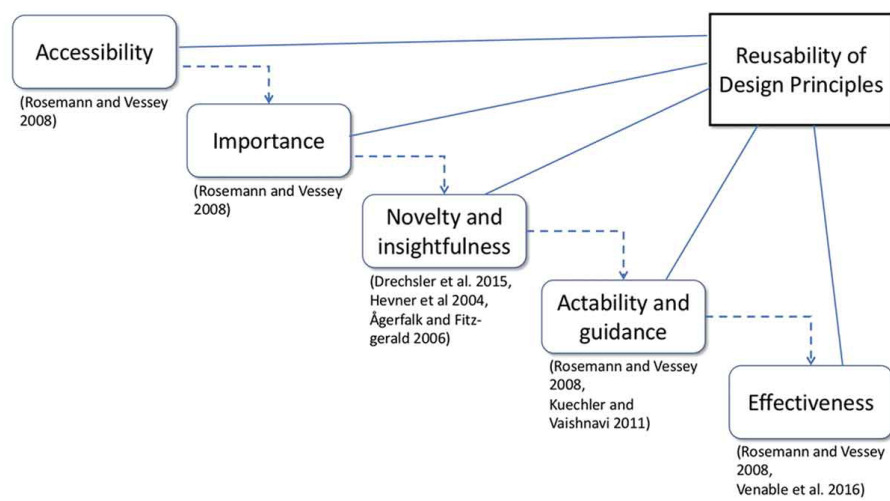 Accessibility
(Rosemann and Vessey
2008)
Reusability of
Design Principles
Importance
(Rosemann and Vessey
2008)
Novelty and
insightfulness
(Drechsler et al. 2015,
Hevner et al 2004,
Ågerfalk and Fitz-
gerald 2006)
Actability and
guidance
(Rosemann and Vessey
2008,
Kuechler and
Vaishnavi 2011)
Effectiveness
(Rosemann and Vessey
2008,
Venable et al. 2016)